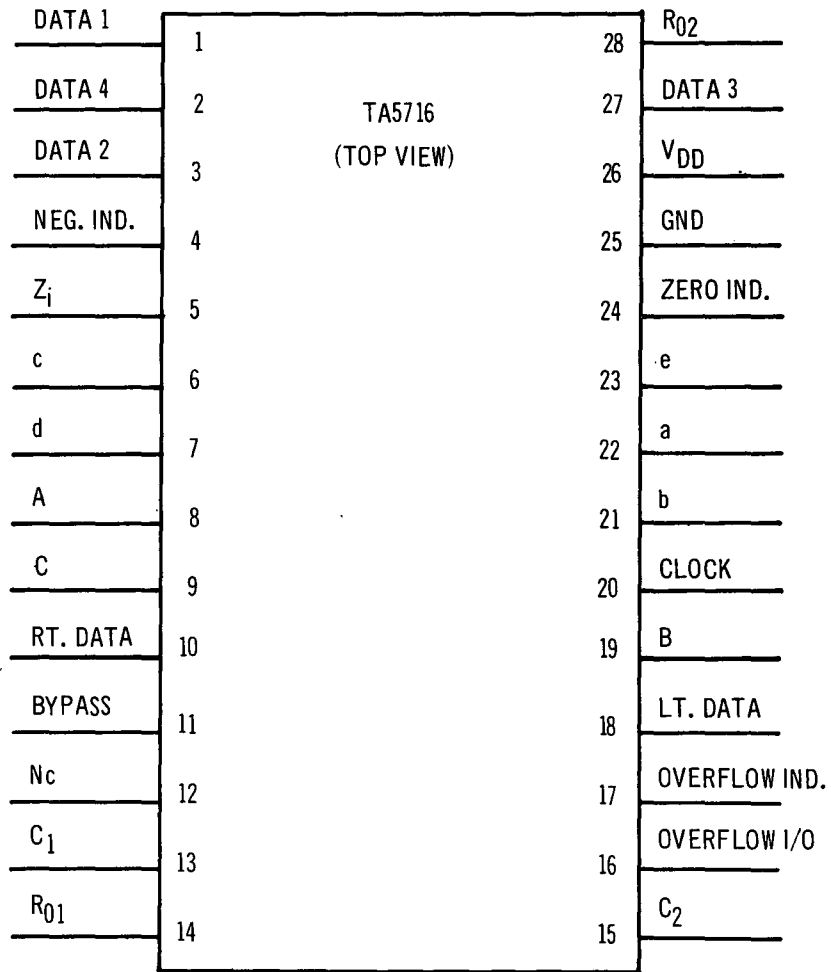 DATA 1 1 28 R02
DATA 4 2 TA5716 27 DATA 3
DATA 2 3 (TOP VIEW) 26 VDD
NEG. IND. 4 25 GND
Zi 5 24 ZERO IND.
c 6 23 e
d 7 22 a
A 8 21 b
C 9 20 CLOCK
RT. DATA 10 19 B
BYPASS 11 18 LT. DATA
Nc 12 17 OVERFLOW IND.
C1 13 16 OVERFLOW I/O
R01 14 15 C2